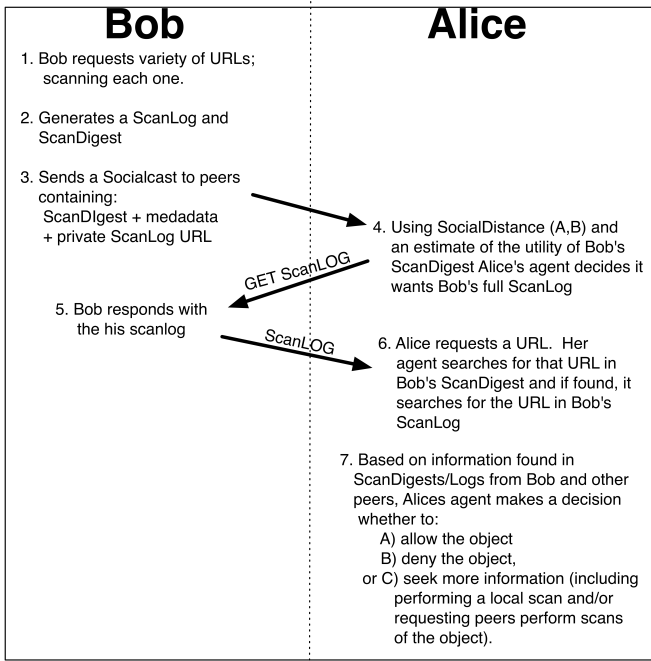 Bob
Alice
1. Bob requests variety of URLs;
scanning each one.
2. Generates a ScanLog and
ScanDigest
3. Sends a Socialcast to peers
containing:
ScanDIgest + medadata
+ private ScanLog URL
4. Using SocialDistance (A,B) and
an estimate of the utility of Bob's
ScanDigest Alice's agent decides it
wants Bob's full ScanLog
GET ScanLOG
5. Bob responds with
the his scanlog
ScanLOG
6. Alice requests a URL. Her
agent searches for that URL in
Bob's ScanDigest and if found, it
searches for the URL in Bob's
ScanLog
7. Based on information found in
ScanDigests/Logs from Bob and other
peers, Alices agent makes a decision
whether to:
A) allow the object
B) deny the object,
or C) seek more information (including
performing a local scan and/or
requesting peers perform scans
of the object).